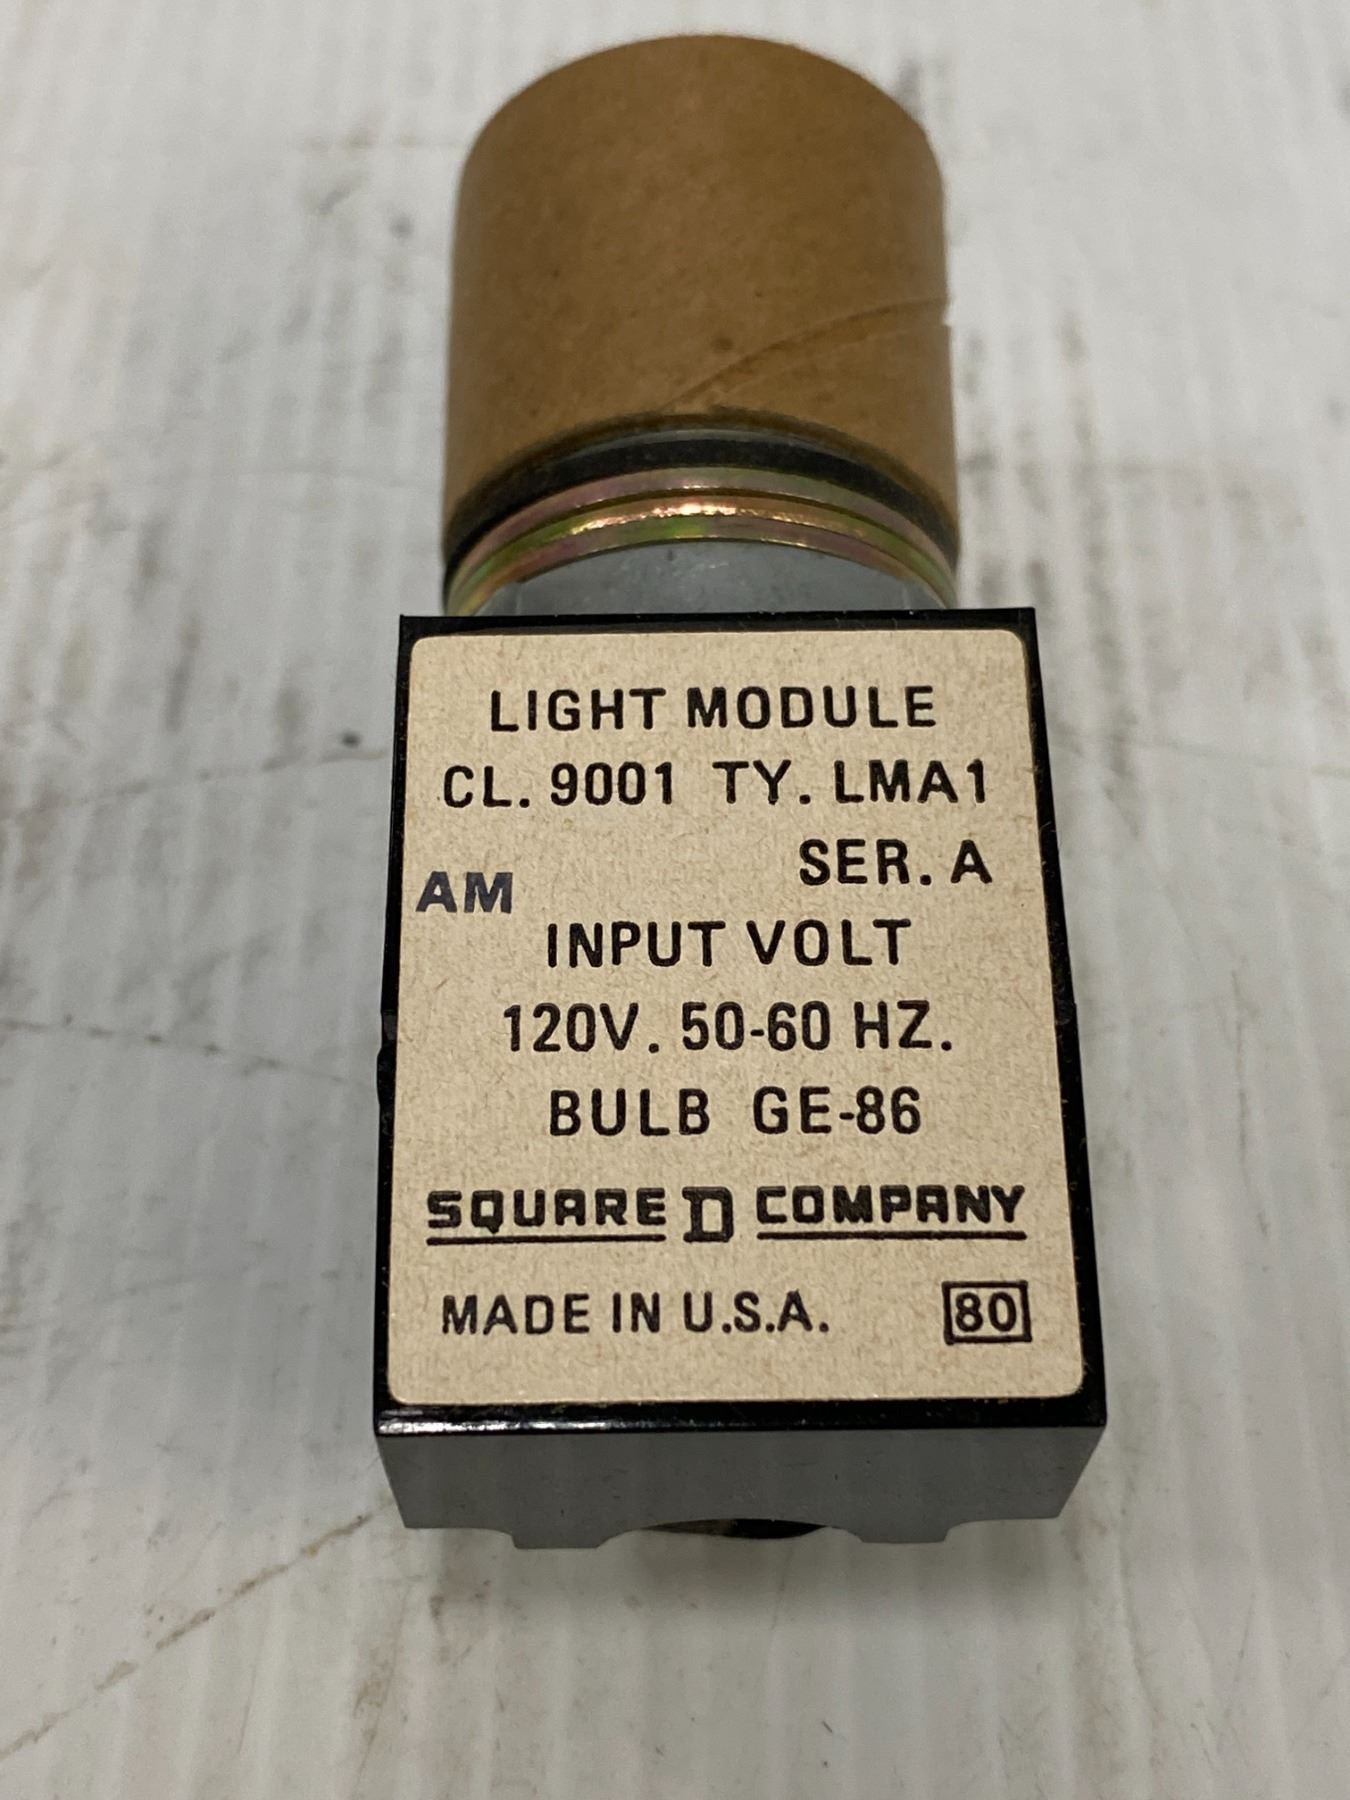 LIGHT MODULE
CL. 9001 TY. LMA1
SER. A
AM
INPUT VOLT
120V. 50-60 HZ.
BULB GE-86
SQUARE D COMPANY
MADE IN U.S.A. 80